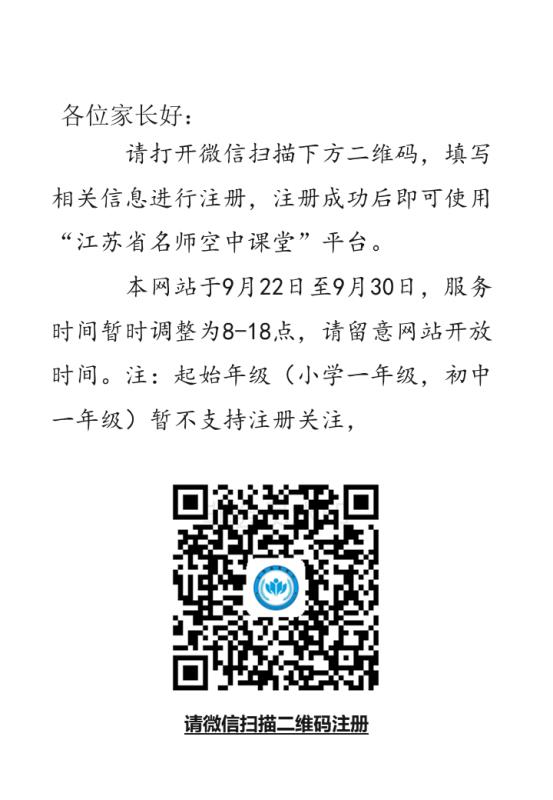 各位家长好：
请打开微信扫描下方二维码，填写
相关信息进行注册，注册成功后即可使用
“江苏省名师空中课堂”平台。
本网站于9月22日至9月30日，服务
时间暂时调整为8-18点，请留意网站开放
时间。注：起始年级（小学一年级，初中
一年级）暂不支持注册关注，
请微信扫描二维码注册